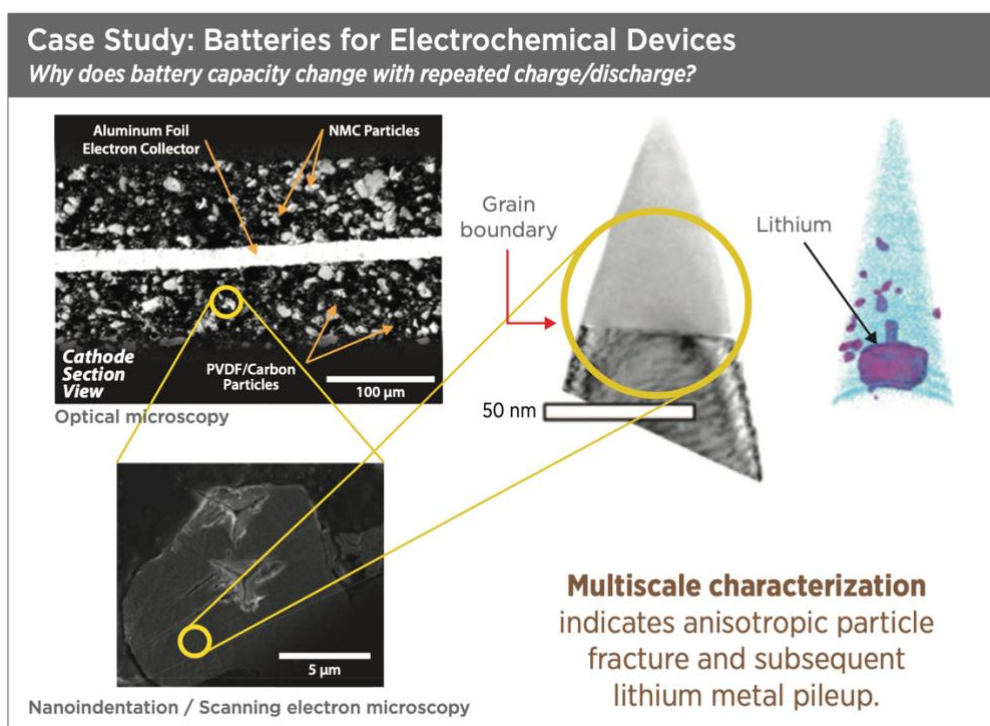 Case Study: Batteries for Electrochemical Devices
Why does battery capacity change with repeated charge/discharge?
Aluminum Foil
Electron Collector
NMC Particles
Cathode
Section
View
PVDF/Carbon
Particles
100 µm
Optical microscopy
Grain
boundary
50 nm
Lithium
5 µm
Nanoindentation / Scanning electron microscopy
Multiscale characterization
indicates anisotropic particle
fracture and subsequent
lithium metal pileup.